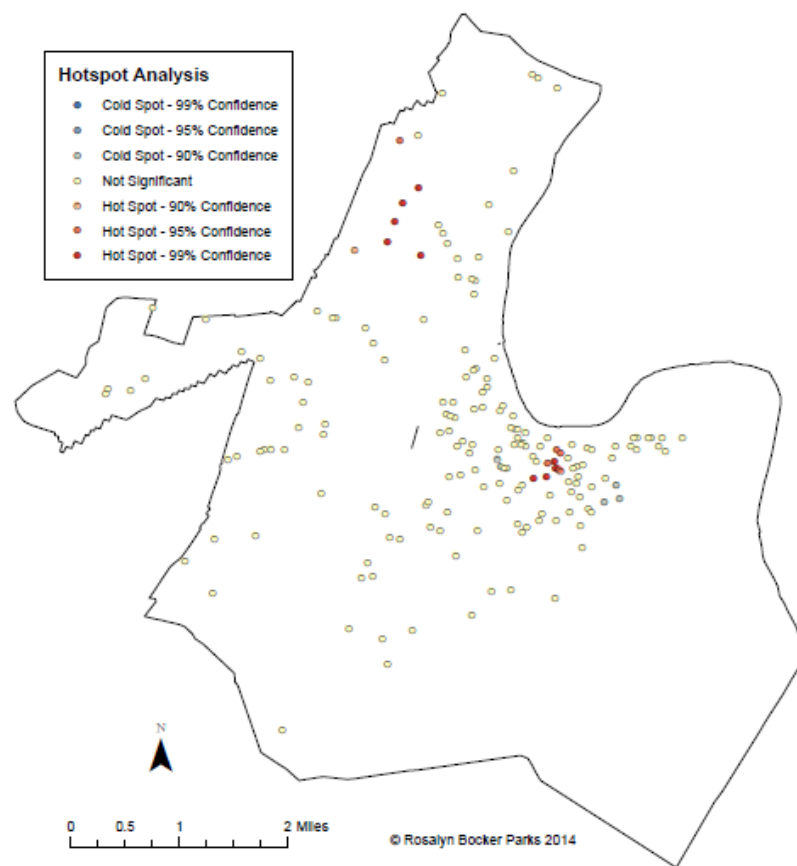 Hotspot Analysis
Cold Spot - 99% Confidence
Cold Spot - 95% Confidence
Cold Spot - 90% Confidence
Not Significant
Hot Spot - 90% Confidence
Hot Spot - 95% Confidence
Hot Spot - 99% Confidence
N
0 0.5 1 2 Miles
© Rosalyn Bocker Parks 2014